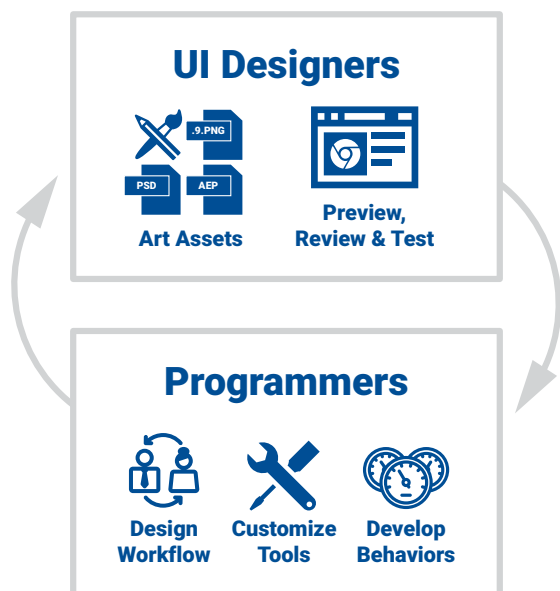 UI Designers
.9.PNG
PSD
AEP
Art Assets
Preview,
Review & Test
Programmers
Design
Workflow
Customize
Tools
Develop
Behaviors